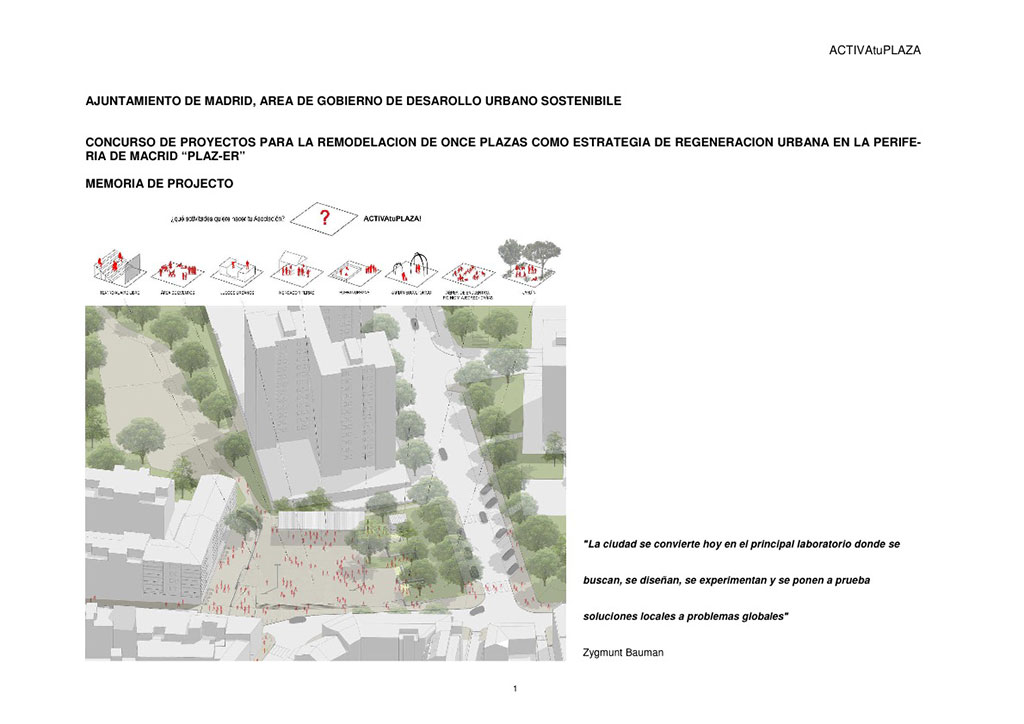 ACTIVAtuPLAZA
AJUNTAMIENTO DE MADRID, AREA DE GOBIERNO DE DESAROLLO URBANO SOSTENIBILE
CONCURSO DE PROYECTOS PARA LA REMODELACION DE ONCE PLAZAS COMO ESTRATEGIA DE REGENERACION URBANA EN LA PERIFE-
RIA DE MACRID “PLAZ-ER”
MEMORIA DE PROJECTO
¿qué actividades quiere hacer tu Asociación?
?
ACTIVAtuPLAZA!
"La ciudad se convierte hoy en el principal laboratorio donde se
buscan, se diseñan, se experimentan y se ponen a prueba
soluciones locales a problemas globales"
Zygmunt Bauman
1